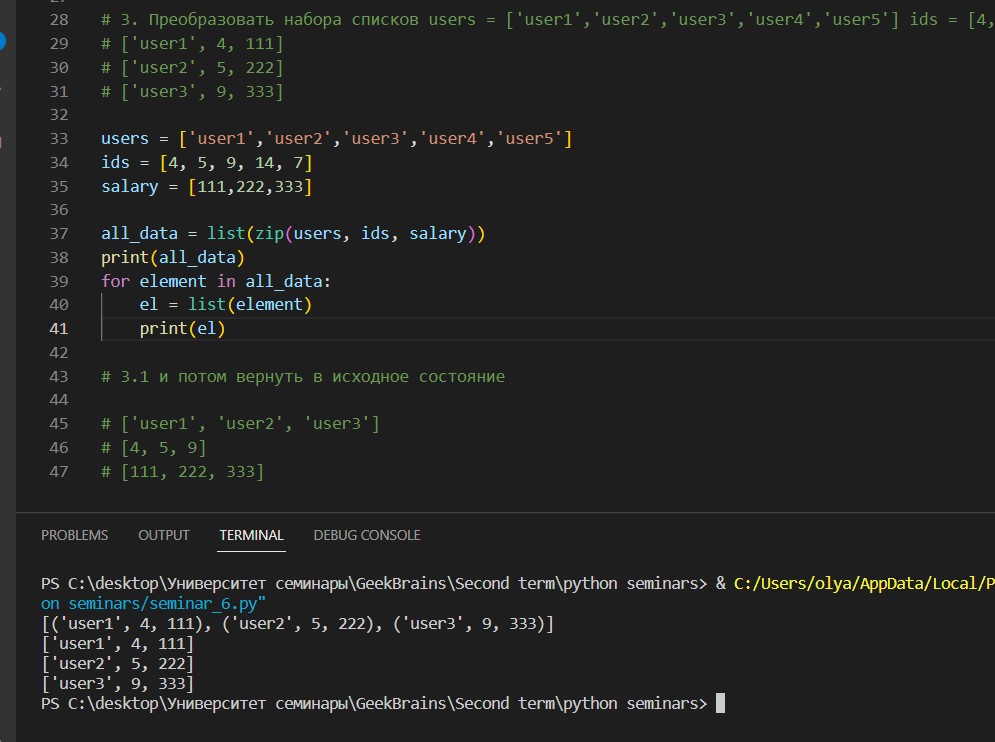 28 # 3. Преобразовать набора списков users = ['user1','user2','user3','user4','user5'] ids = [4,
29 # ['user1', 4, 111]
30 # ['user2', 5, 222]
31 # ['user3', 9, 333]
32
33 users = ['user1','user2','user3','user4','user5']
34 ids = [4, 5, 9, 14, 7]
35 salary = [111,222,333]
36
37 all_data = list(zip(users, ids, salary))
38 print(all_data)
39 for element in all_data:
40     el = list(element)
41     print(el)
42
43 # 3.1 и потом вернуть в исходное состояние
44
45 # ['user1', 'user2', 'user3']
46 # [4, 5, 9]
47 # [111, 222, 333]
PROBLEMS OUTPUT TERMINAL DEBUG CONSOLE
PS C:\desktop\Университет семинары\GeekBrains\Second term\python seminars> & C:/Users/olya/AppData/Local/P
on seminars/seminar_6.py"
[('user1', 4, 111), ('user2', 5, 222), ('user3', 9, 333)]
['user1', 4, 111]
['user2', 5, 222]
['user3', 9, 333]
PS C:\desktop\Университет семинары\GeekBrains\Second term\python seminars>